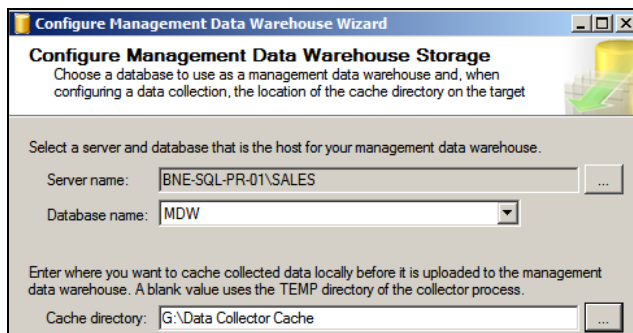 Configure Management Data Warehouse Wizard
Configure Management Data Warehouse Storage
Choose a database to use as a management data warehouse and, when
configuring a data collection, the location of the cache directory on the target
Select a server and database that is the host for your management data warehouse.
Server name: BNE-SQL-PR-01\SALES ...
Database name: MDW
Enter where you want to cache collected data locally before it is uploaded to the management
data warehouse. A blank value uses the TEMP directory of the collector process.
Cache directory: G:\Data Collector Cache ...